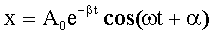 x = A₀e^⁻βt cos(ωt + α)